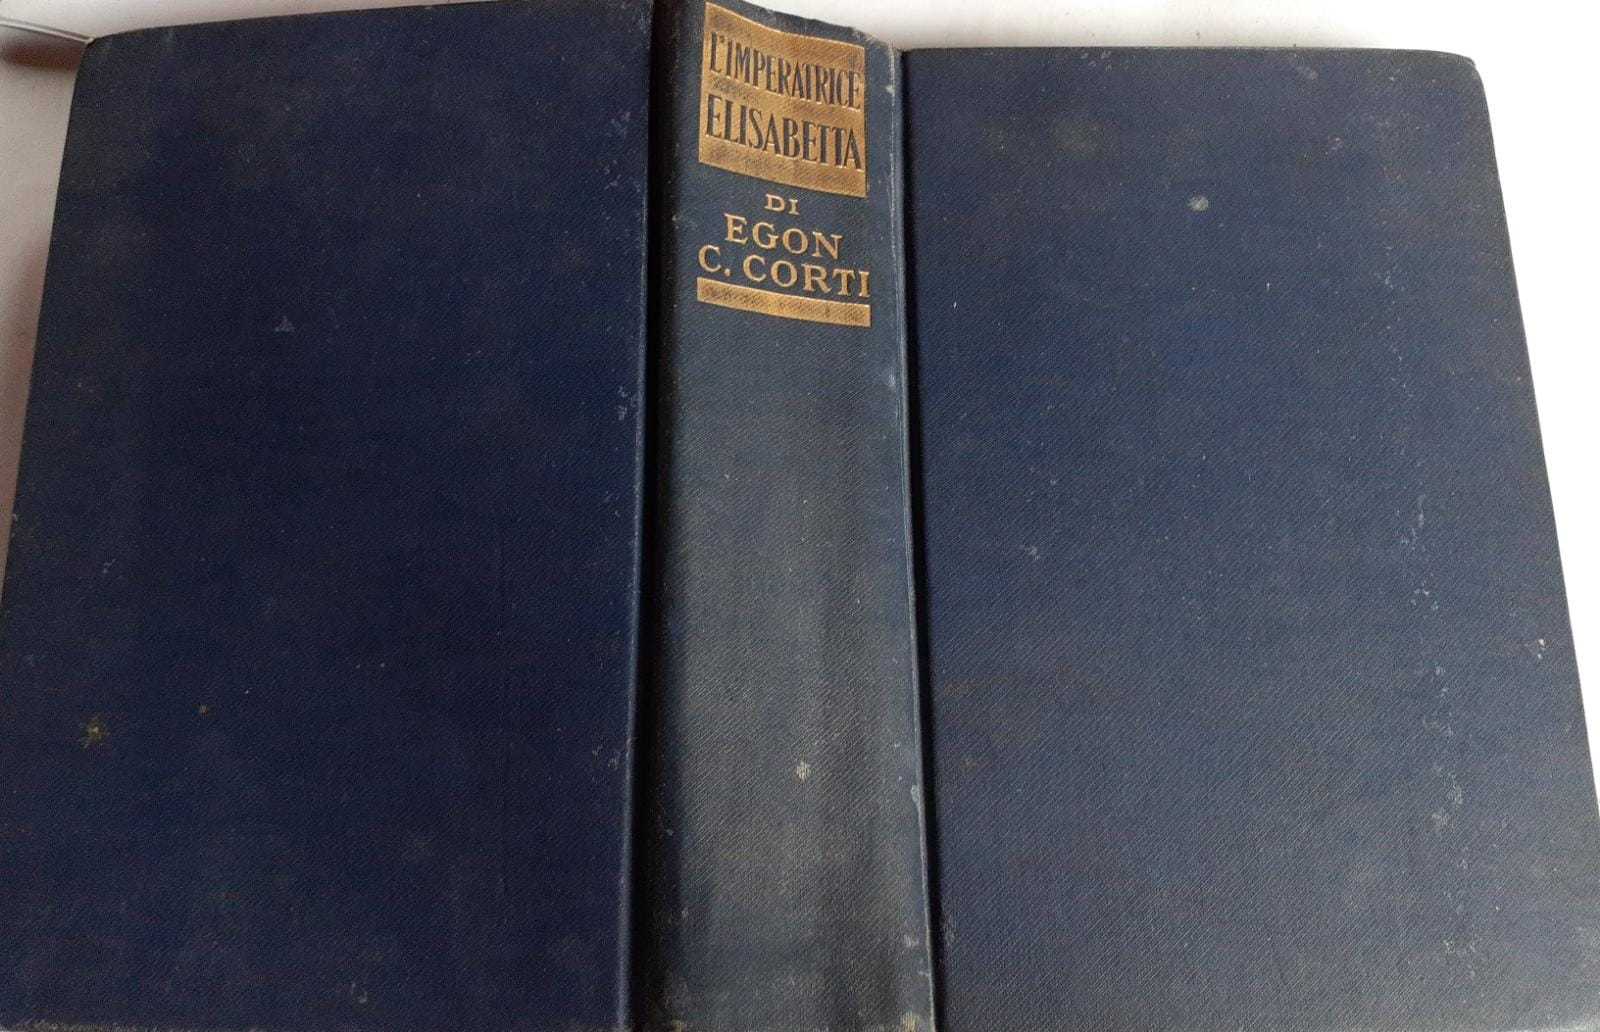 L'IMPERATRICE
ELISABETTA
DI
EGON
C. CORTI